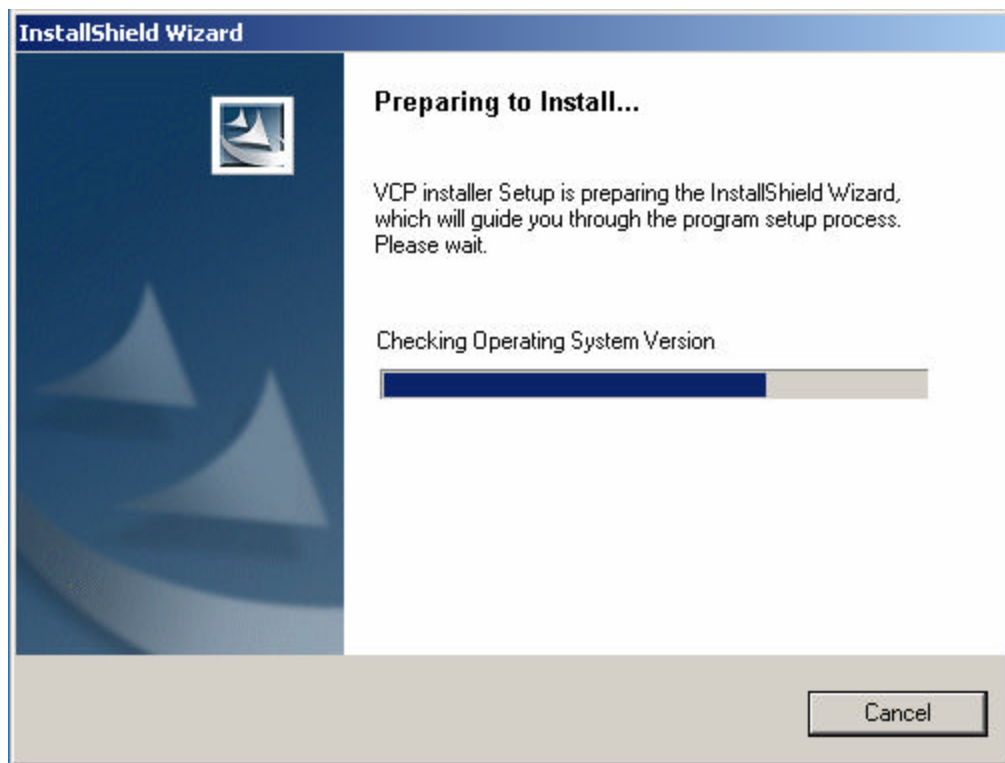 InstallShield Wizard
Preparing to Install...
VCP installer Setup is preparing the InstallShield Wizard,
which will guide you through the program setup process.
Please wait.
Checking Operating System Version
Cancel